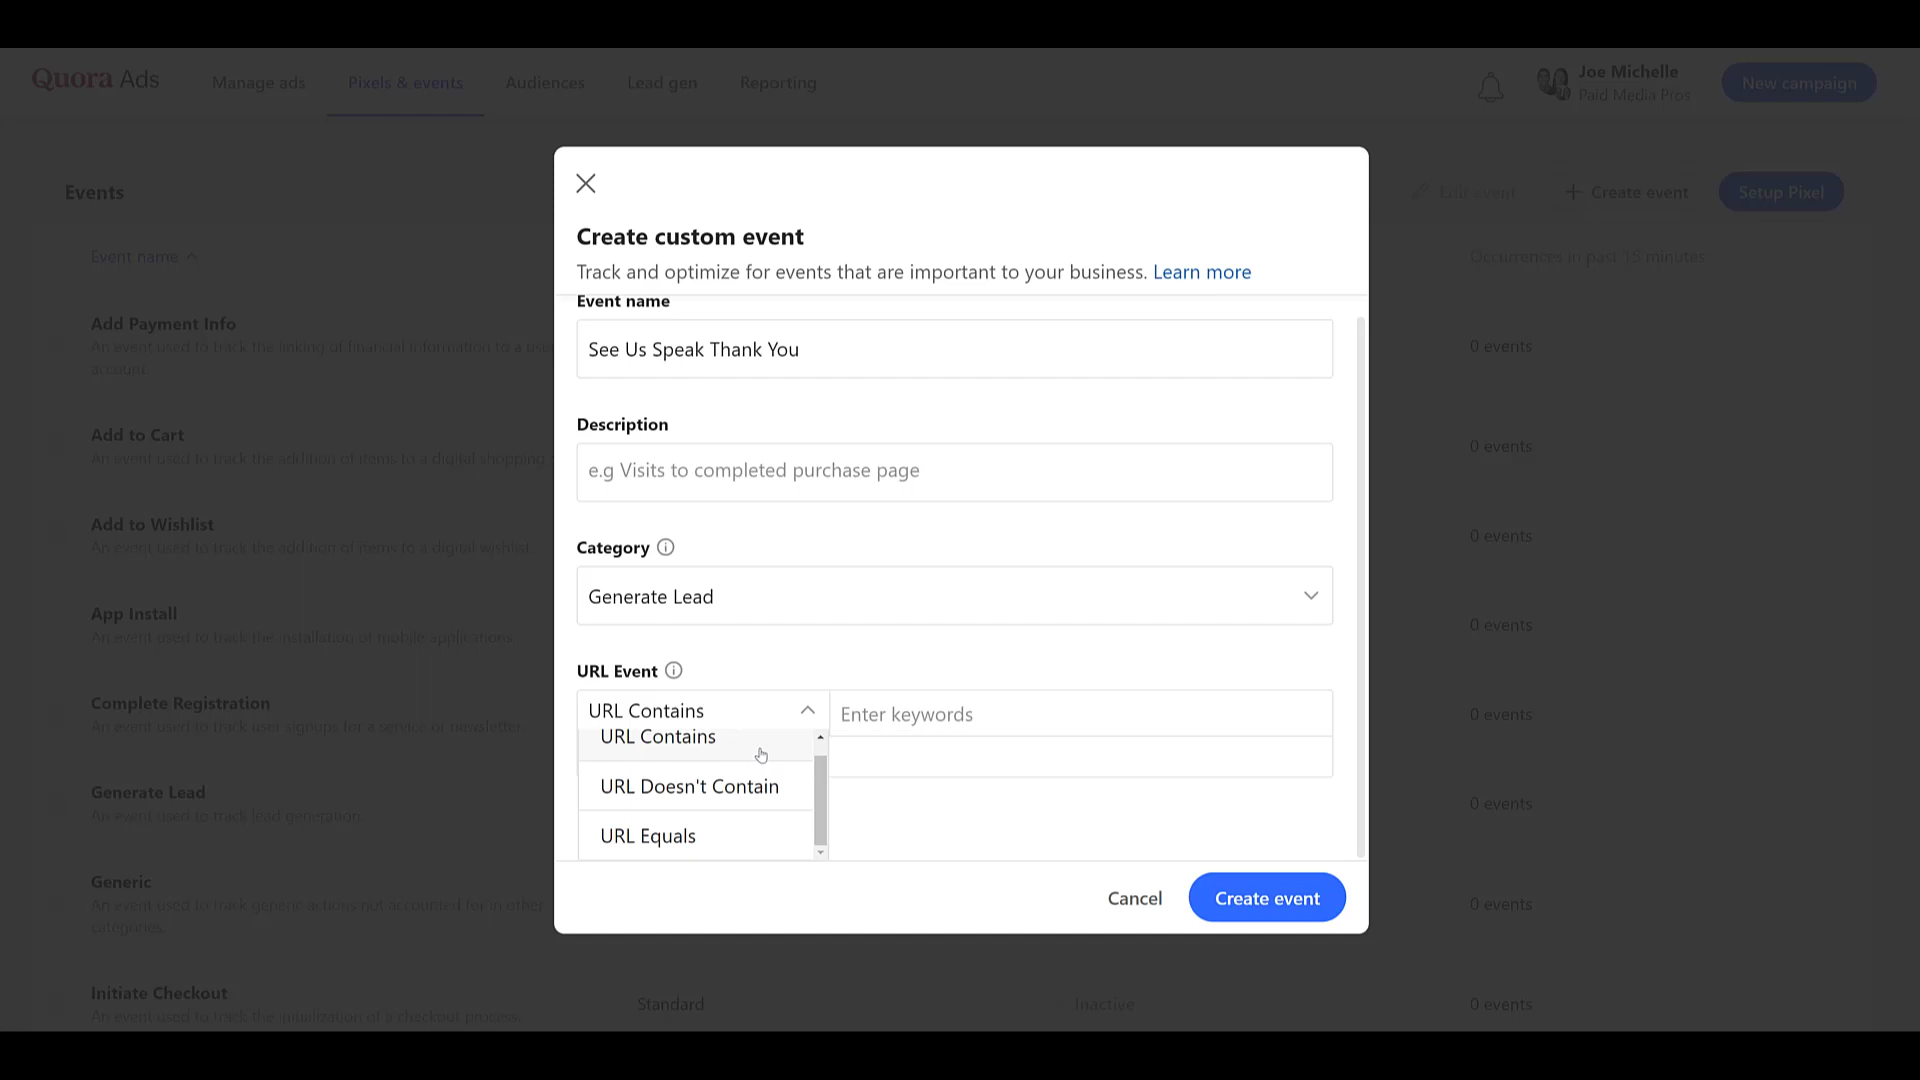 Quora Ads
Manage ads
Pixels & events
Audiences
Lead gen
Reporting
Joe Michelle
Paid Media Pros
New campaign
Events
Edit event
+ Create event
Setup Pixel
Event name
Occurrences in past 15 minutes
Add Payment Info
An event used to track the linking of financial information to a
account.
0 events
Add to Cart
An event used to track the addition of items to a digital shopping
0 events
Add to Wishlist
An event used to track the addition of items to a digital wishlist.
0 events
App Install
An event used to track the installation of mobile applications.
0 events
Complete Registration
An event used to track user signups for a service or newsletter.
0 events
Generate Lead
An event used to track lead generation.
0 events
Generic
An event used to track generic actions not accounted for in other
categories.
0 events
Initiate Checkout
An event used to track the initialization of a checkout process.
Standard
Inactive
0 events
Create custom event
Track and optimize for events that are important to your business. Learn more
Event name
See Us Speak Thank You
Description
e.g Visits to completed purchase page
Category
Generate Lead
URL Event
URL Contains
Enter keywords
URL Contains
URL Doesn't Contain
URL Equals
Cancel
Create event